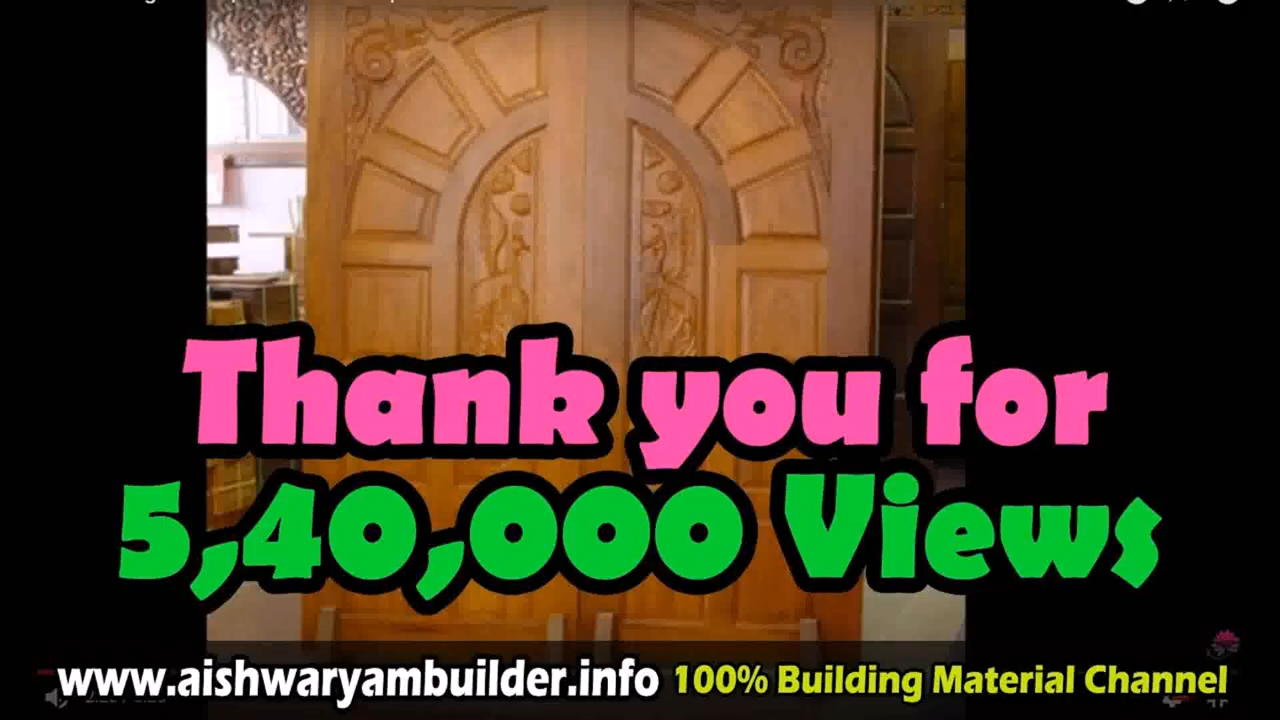 Thank you for
5,40,000 Views
www.aishwaryambuilder.info 100% Building Material Channel